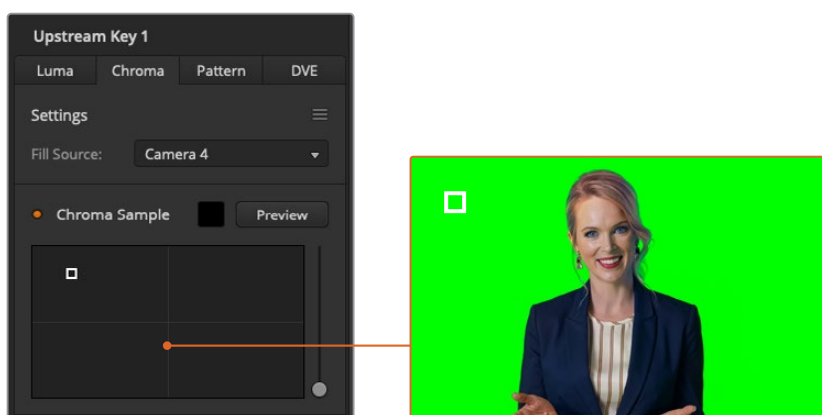 Upstream Key 1
Luma Chroma Pattern DVE
Settings
Fill Source: Camera 4
Chroma Sample Preview